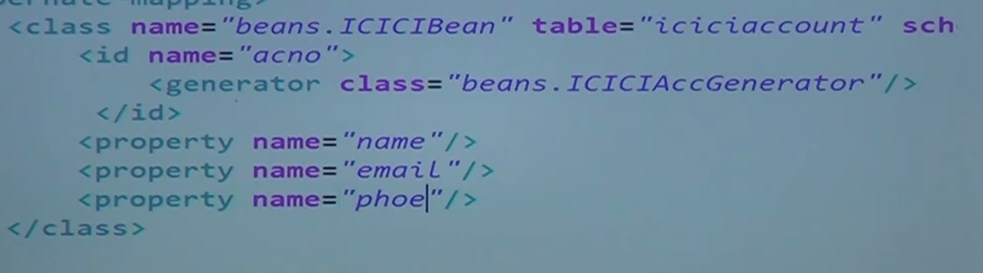 <class name="beans.ICICIBean" table="iciciaccount" sch
<id name="acno">
<generator class="beans.ICICIAccGenerator"/>
</id>
<property name="name"/>
<property name="email"/>
<property name="phoe"/>
</class>